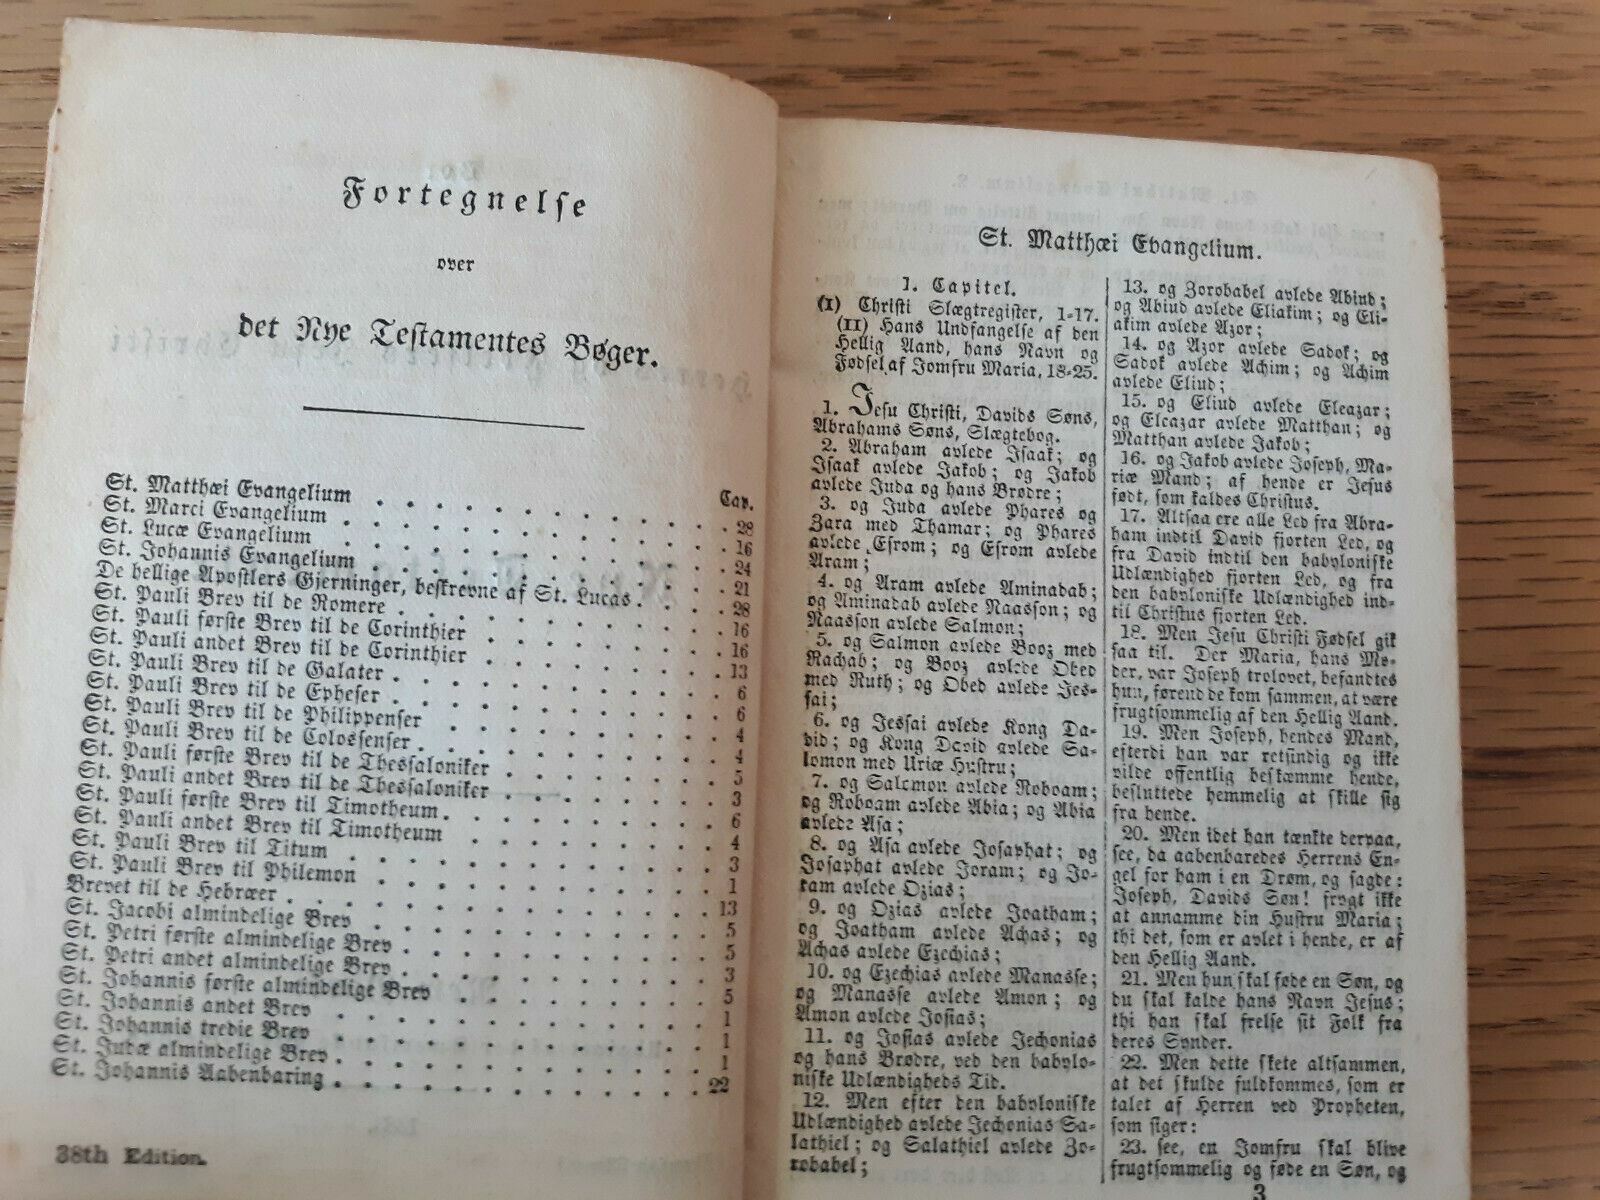 Fortegnelse
over
det Nye Testamentes Bøger.
Cap.
St. Matthæi Evangelium . . . . . . . . . . . . . 28
St. Marci Evangelium . . . . . . . . . . . . . . 16
St. Lucæ Evangelium . . . . . . . . . . . . . . 24
St. Johannis Evangelium . . . . . . . . . . . . 21
De hellige Apostlers Gjerninger, beskrevne af St. Lucas . . . 28
St. Pauli Brev til de Romere . . . . . . . . . . 16
St. Pauli første Brev til de Corinthier . . . . . . 16
St. Pauli andet Brev til de Corinthier . . . . . . 13
St. Pauli Brev til de Galater . . . . . . . . . . 6
St. Pauli Brev til de Epheser . . . . . . . . . . 6
St. Pauli Brev til de Philippenser . . . . . . . . 4
St. Pauli Brev til de Colossenser . . . . . . . . 4
St. Pauli første Brev til de Thessaloniker . . . . . 5
St. Pauli andet Brev til de Thessaloniker . . . . . 3
St. Pauli første Brev til Timotheum . . . . . . . 6
St. Pauli andet Brev til Timotheum . . . . . . . 4
St. Pauli Brev til Titum . . . . . . . . . . . . 3
St. Pauli Brev til Philemon . . . . . . . . . . . 1
Brevet til de Hebræer . . . . . . . . . . . . . 13
St. Jacobi almindelige Brev . . . . . . . . . . . 5
St. Petri første almindelige Brev . . . . . . . . . 5
St. Petri andet almindelige Brev . . . . . . . . . 3
St. Johannis første almindelige Brev . . . . . . . 5
St. Johannis andet Brev . . . . . . . . . . . . 1
St. Johannis tredie Brev . . . . . . . . . . . . 1
St. Judæ almindelige Brev . . . . . . . . . . . 1
St. Johannis Aabenbaring . . . . . . . . . . . . 22
38th Edition.
St. Matthæi Evangelium.
1. Capitel.
(I) Christi Slægtregister, 1-17.
(II) Hans Undfangelse af den
Hellig Aand, hans Navn og
Fødsel af Jomfru Maria, 18-25.
1. Jesu Christi, Davids Søns,
Abrahams Søns, Slægtebog.
2. Abraham avlede Isaak; og
Isaak avlede Jakob; og Jakob
avlede Juda og hans Brødre;
3. og Juda avlede Phares og
Zara med Thamar; og Phares
avlede Esrom; og Esrom avlede
Aram;
4. og Aram avlede Aminadab;
og Aminadab avlede Naasson; og
Naasson avlede Salmon;
5. og Salmon avlede Booz med
Rachab; og Booz avlede Obed
med Ruth; og Obed avlede Jes-
sai;
6. og Jessai avlede Kong Da-
vid; og Kong David avlede Sa-
lomon med Uriæ Hustru;
7. og Salomon avlede Roboam;
og Roboam avlede Abia; og Abia
avlede Asa;
8. og Asa avlede Josaphat; og
Josaphat avlede Joram; og Jo-
ram avlede Ozias;
9. og Ozias avlede Joatham;
og Joatham avlede Achas; og
Achas avlede Ezechias;
10. og Ezechias avlede Manasse;
og Manasse avlede Amon; og
Amon avlede Josias;
11. og Josias avlede Jechonias
og hans Brødre, ved den babylo-
niske Udlændigheds Tid.
12. Men efter den babyloniske
Udlændighed avlede Jechonias Sa-
lathiel; og Salathiel avlede Zo-
robabel;
13. og Zorobabel avlede Abiud;
og Abiud avlede Eliakim; og Eli-
akim avlede Azor;
14. og Azor avlede Sadok; og
Sadok avlede Achim; og Achim
avlede Eliud;
15. og Eliud avlede Eleazar;
og Eleazar avlede Matthan; og
Matthan avlede Jakob;
16. og Jakob avlede Joseph, Ma-
riæ Mand; af hende er Jesus
født, som kaldes Christus.
17. Altsaa ere alle Led fra Abra-
ham indtil David fjorten Led, og
fra David indtil den babyloniske
Udlændighed fjorten Led, og fra
den babyloniske Udlændighed ind-
til Christus fjorten Led.
18. Men Jesu Christi Fødsel gik
saa til. Der Maria, hans Mo-
der, var Joseph trolovet, befandtes
hun, førend de kom sammen, at være
frugtsommelig af den Hellig Aand.
19. Men Joseph, hendes Mand,
efterdi han var retsindig og ikke
vilde offentlig beskæmme hende,
besluttede hemmelig at skille sig
fra hende.
20. Men idet han tænkte derpaa,
see, da aabenbaredes Herrens En-
gel for ham i en Drøm, og sagde:
Joseph, Davids Søn! frygt ikke
at annamme din Hustru Maria;
thi det, som er avlet i hende, er af
den Hellig Aand.
21. Men hun skal føde en Søn, og
du skal kalde hans Navn Jesus;
thi han skal frelse sit Folk fra
deres Synder.
22. Men dette skete altsammen,
at det skulde fuldkommes, som er
talet af Herren ved Propheten,
som siger:
23. see, en Jomfru skal blive
frugtsommelig og føde en Søn, og
3